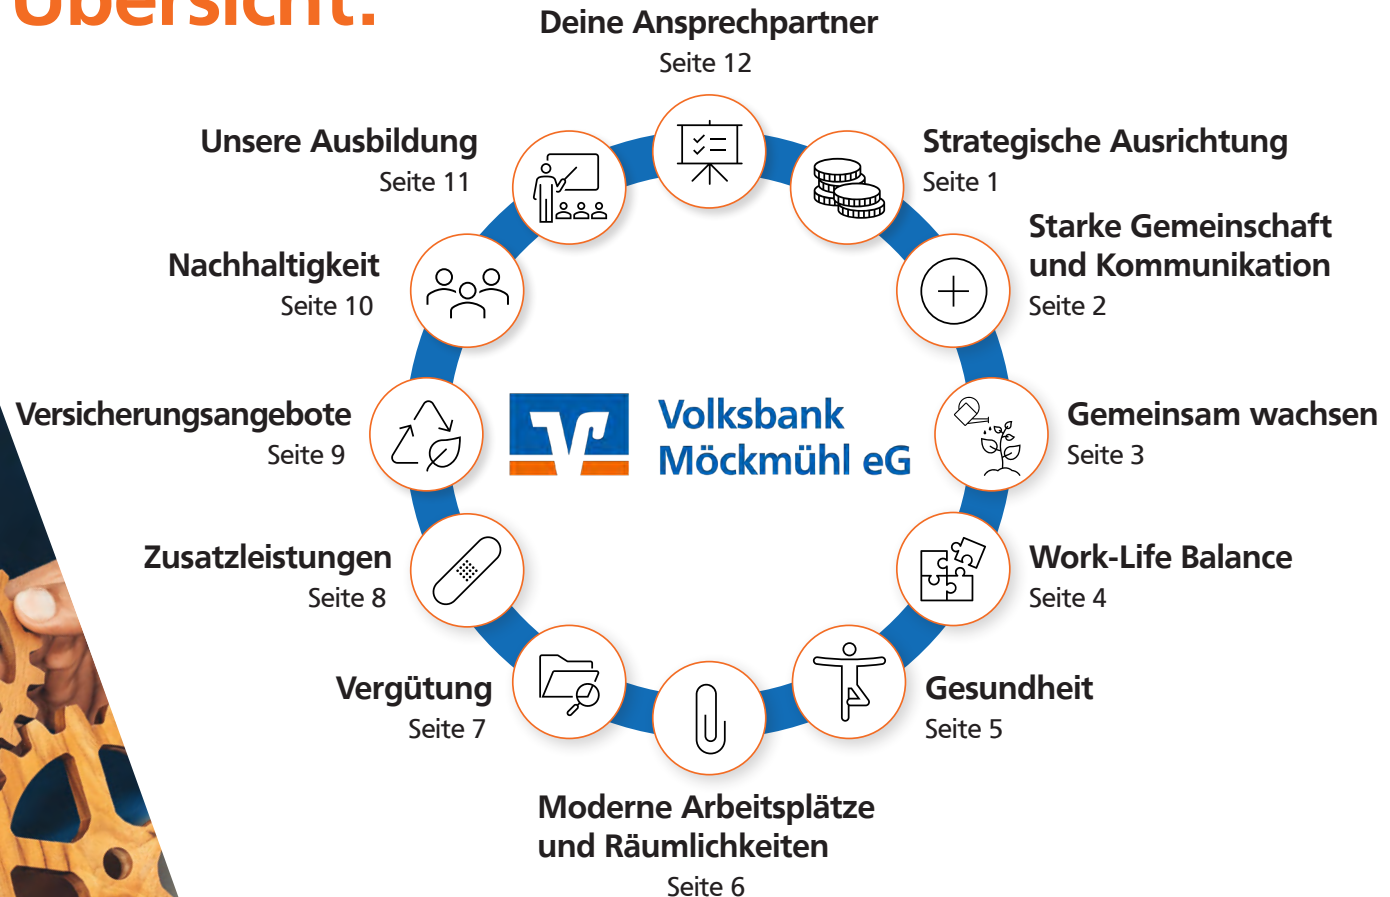 Übersicht:
Deine Ansprechpartner
Seite 12
Strategische Ausrichtung
Seite 1
Starke Gemeinschaft
und Kommunikation
Seite 2
Gemeinsam wachsen
Seite 3
Work-Life Balance
Seite 4
Gesundheit
Seite 5
Moderne Arbeitsplätze
und Räumlichkeiten
Seite 6
Vergütung
Seite 7
Zusatzleistungen
Seite 8
Versicherungsangebote
Seite 9
Nachhaltigkeit
Seite 10
Unsere Ausbildung
Seite 11
Volksbank
Möckmühl eG